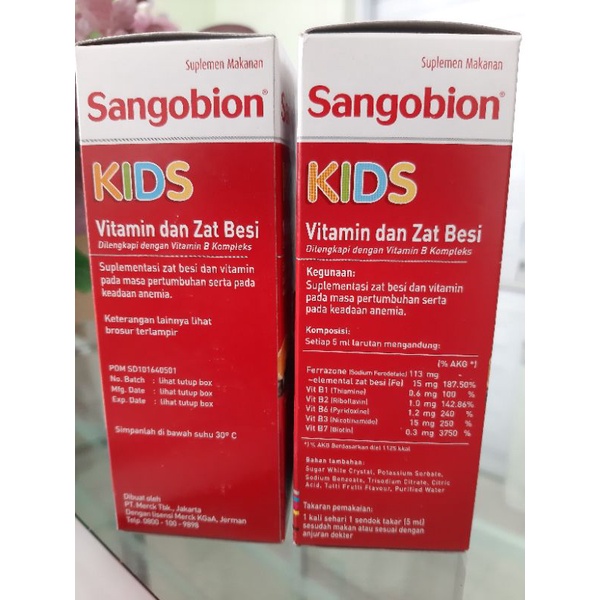 Suplemen Makanan
Sangobion®
KIDS
Vitamin dan Zat Besi
Dilengkapi dengan Vitamin B Kompleks
Suplementasi zat besi dan vitamin
pada masa pertumbuhan serta pada
keadaan anemia.
Keterangan lainnya lihat
brosur terlampir
POM SD101640501
No. Batch : lihat tutup box
Mfg. Date : lihat tutup box
Exp. Date : lihat tutup box
Simpanlah di bawah suhu 30° C
Dibuat oleh
PT. Merck Tbk., Jakarta
Dengan lisensi Merck KGaA, Jerman
Telp. 0800 - 100 - 9898
Suplemen Makanan
Sangobion®
KIDS
Vitamin dan Zat Besi
Dilengkapi dengan Vitamin B Kompleks
Kegunaan:
Suplementasi zat besi dan vitamin
pada masa pertumbuhan serta pada
keadaan anemia.
Komposisi:
Setiap 5 ml larutan mengandung:
(% AKG *)
Ferrazone (Sodium Feredetate) 113 mg -
~elemental zat besi (Fe) 15 mg 187.50%
Vit B1 (Thiamine) 0.6 mg 100 %
Vit B2 (Riboflavin) 1.0 mg 142.86%
Vit B6 (Pyridoxine) 1.2 mg 240 %
Vit B3 (Nicotinamide) 15 mg 250 %
Vit B7 (Biotin) 0.3 mg 3750 %
*) % AKG Berdasarkan diet 1125 kkal
Bahan tambahan:
Sugar White Crystal, Potassium Sorbate,
Sodium Benzoate, Trisodium Citrate, Citric
Acid, Tutti Frutti Flavour, Purified Water
Takaran pemakaian:
1 kali sehari 1 sendok takar (5 ml)
sesudah makan atau sesuai dengan
anjuran dokter